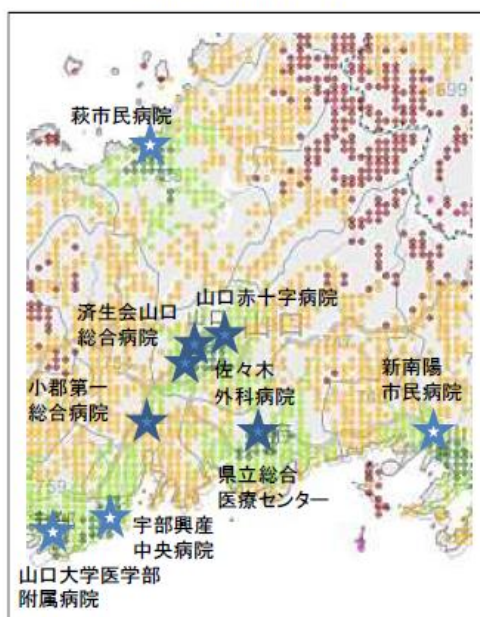 萩市民病院
済生会山口
総合病院
山口赤十字病院
山口
小郡第一
総合病院
佐々木
外科病院
新南陽
市民病院
県立総合
医療センター
宇部興産
中央病院
山口大学医学部
附属病院